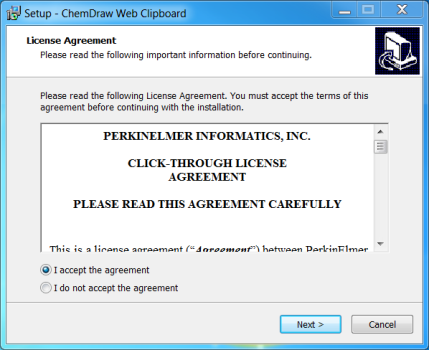 Setup - ChemDraw Web Clipboard
License Agreement
Please read the following important information before continuing.
Please read the following License Agreement. You must accept the terms of this
agreement before continuing with the installation.
PERKINELMER INFORMATICS, INC.
CLICK-THROUGH LICENSE
AGREEMENT
PLEASE READ THIS AGREEMENT CAREFULLY
This is a license agreement (“Agreement”) between PerkinElmer
I accept the agreement
I do not accept the agreement
Next >
Cancel